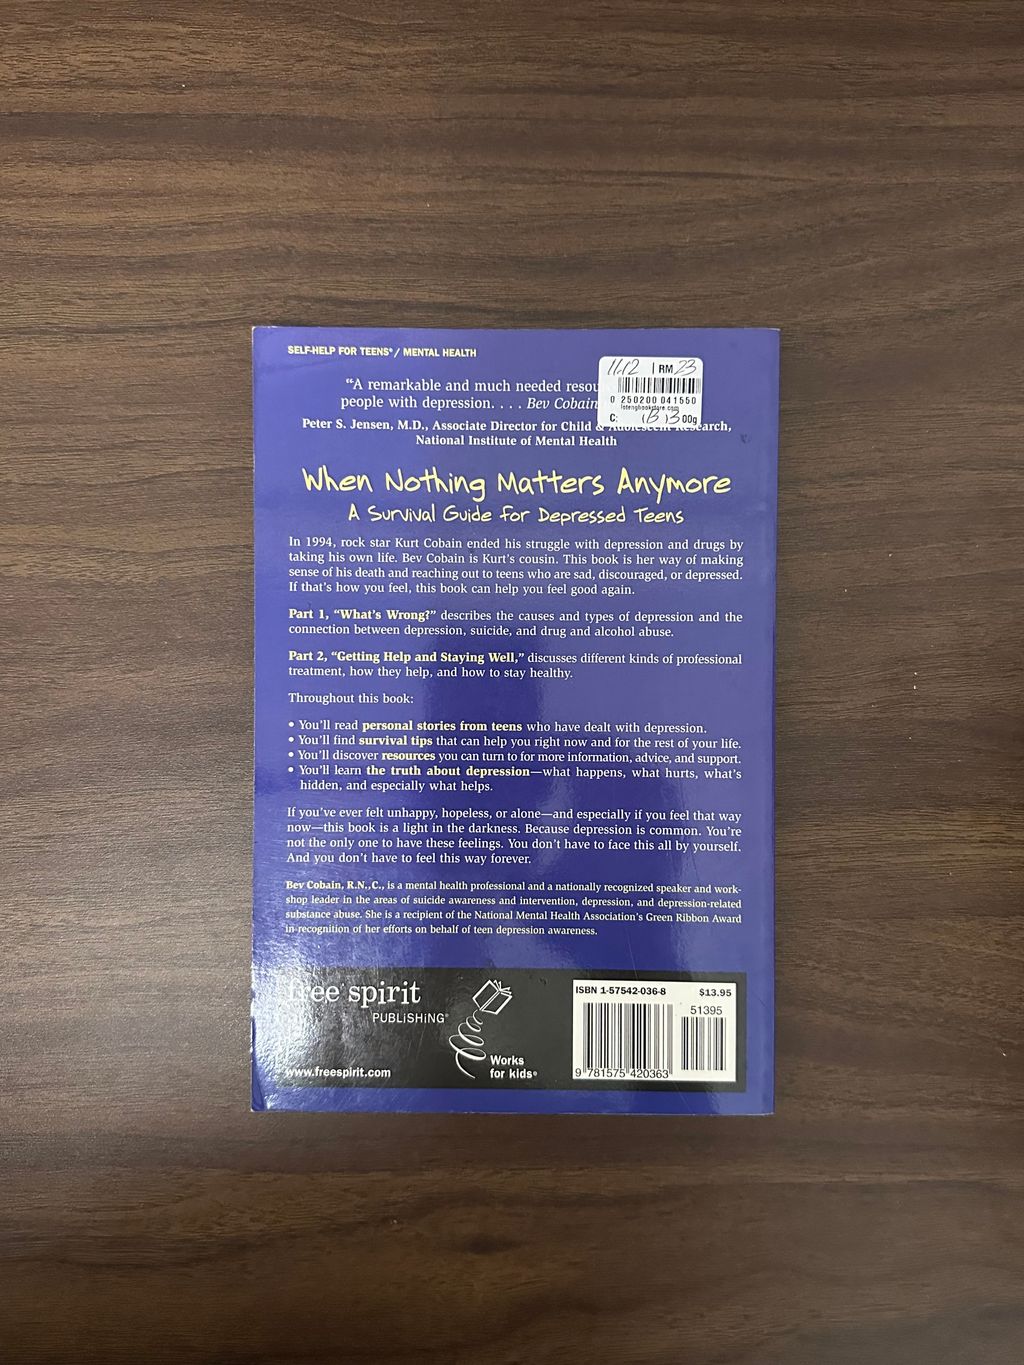 SELF-HELP FOR TEENS® / MENTAL HEALTH
11.12 | RM 23
0 250200 041550
lotengbookstore.com
C: 00g
“A remarkable and much needed
people with depression. . . . Bev Cobain
Peter S. Jensen, M.D., Associate Director for Child & Adolescent Research,
National Institute of Mental Health
When Nothing Matters Anymore
A Survival Guide for Depressed Teens
In 1994, rock star Kurt Cobain ended his struggle with depression and drugs by
taking his own life. Bev Cobain is Kurt's cousin. This book is her way of making
sense of his death and reaching out to teens who are sad, discouraged, or depressed.
If that's how you feel, this book can help you feel good again.
Part 1, “What's Wrong?” describes the causes and types of depression and the
connection between depression, suicide, and drug and alcohol abuse.
Part 2, “Getting Help and Staying Well,” discusses different kinds of professional
treatment, how they help, and how to stay healthy.
Throughout this book:
• You'll read personal stories from teens who have dealt with depression.
• You'll find survival tips that can help you right now and for the rest of your life.
• You'll discover resources you can turn to for more information, advice, and support.
• You'll learn the truth about depression—what happens, what hurts, what's
hidden, and especially what helps.
If you've ever felt unhappy, hopeless, or alone—and especially if you feel that way
now—this book is a light in the darkness. Because depression is common. You're
not the only one to have these feelings. You don't have to face this all by yourself.
And you don't have to feel this way forever.
Bev Cobain, R.N.,C., is a mental health professional and a nationally recognized speaker and work-
shop leader in the areas of suicide awareness and intervention, depression, and depression-related
substance abuse. She is a recipient of the National Mental Health Association's Green Ribbon Award
in recognition of her efforts on behalf of teen depression awareness.
free spirit
PUBLISHING®
Works
for kids®
www.freespirit.com
ISBN 1-57542-036-8 $13.95
51395
9 781575 420363